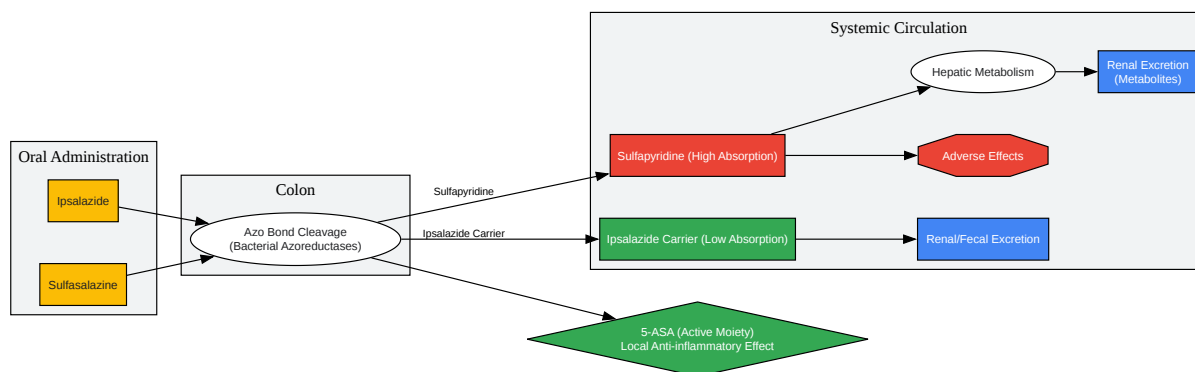 Oral Administration
Ipsalazide
Sulfasalazine
Colon
Azo Bond Cleavage
(Bacterial Azoreductases)
Sulfapyridine
Ipsalazide Carrier
Systemic Circulation
Hepatic Metabolism
Renal Excretion
(Metabolites)
Sulfapyridine (High Absorption)
Adverse Effects
Ipsalazide Carrier (Low Absorption)
Renal/Fecal Excretion
5-ASA (Active Moiety)
Local Anti-inflammatory Effect